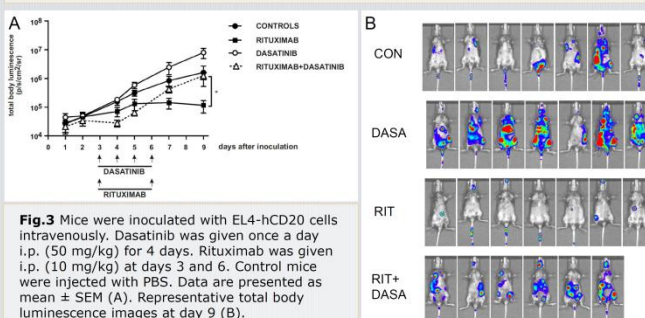 A
CONTROLS
RITUXIMAB
DASATINIB
RITUXIMAB+DASATINIB
total body luminescence
(p/s/cm2/sr)
10⁸
10⁷
10⁶
10⁵
10⁴
*
0 1 2 3 4 5 6 7 8 9 days after inoculation
DASATINIB
RITUXIMAB
Fig.3 Mice were inoculated with EL4-hCD20 cells
intravenously. Dasatinib was given once a day
i.p. (50 mg/kg) for 4 days. Rituximab was given
i.p. (10 mg/kg) at days 3 and 6. Control mice
were injected with PBS. Data are presented as
mean ± SEM (A). Representative total body
luminescence images at day 9 (B).
B
CON
DASA
RIT
RIT+
DASA